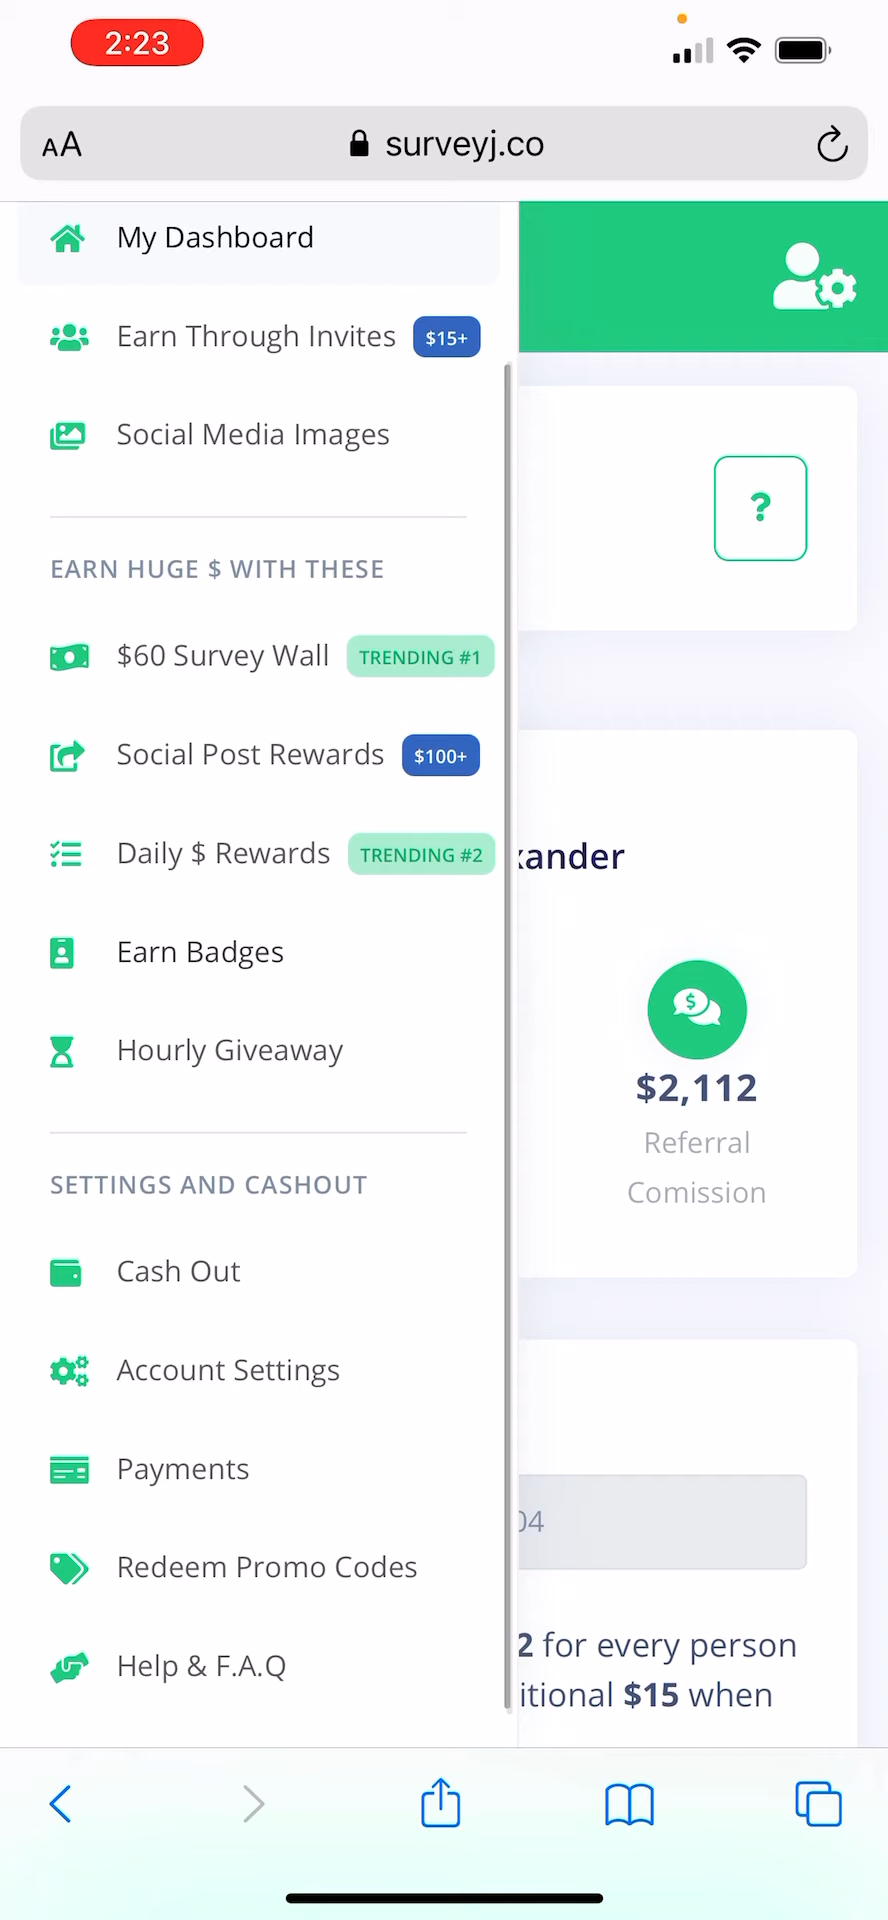 2:23
AA
surveyj.co
My Dashboard
Earn Through Invites $15+
Social Media Images
?
EARN HUGE $ WITH THESE
$60 Survey Wall TRENDING #1
Social Post Rewards $100+
Daily $ Rewards TRENDING #2
xander
Earn Badges
Hourly Giveaway
$
$2,112
Referral
Comission
SETTINGS AND CASHOUT
Cash Out
Account Settings
Payments
04
Redeem Promo Codes
2 for every person
Help & F.A.Q
itional $15 when